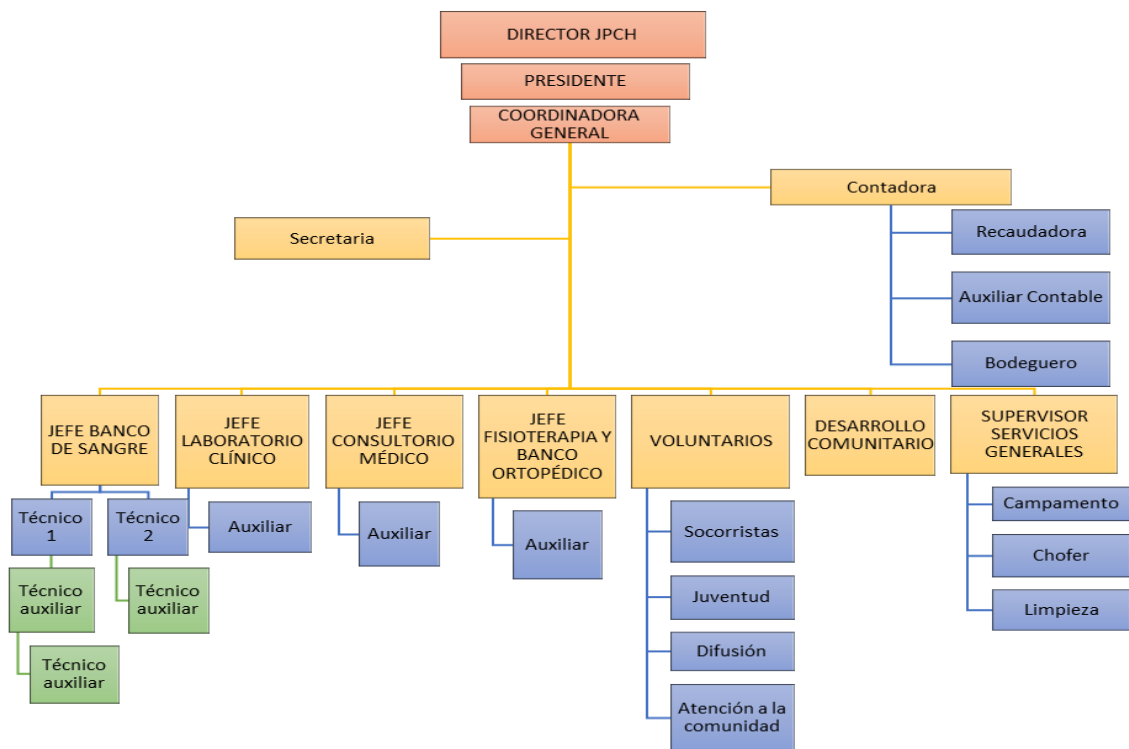 DIRECTOR JPCH
PRESIDENTE
COORDINADORA
GENERAL
Contadora
Secretaria
Recaudadora
Auxiliar Contable
Bodeguero
JEFE BANCO
DE SANGRE
JEFE
LABORATORIO
CLÍNICO
JEFE
CONSULTORIO
MÉDICO
JEFE
FISIOTERAPIA Y
BANCO
ORTOPÉDICO
VOLUNTARIOS
DESARROLLO
COMUNITARIO
SUPERVISOR
SERVICIOS
GENERALES
Técnico
1
Técnico
2
Auxiliar
Auxiliar
Auxiliar
Socorristas
Campamento
Técnico
auxiliar
Técnico
auxiliar
Juventud
Chofer
Técnico
auxiliar
Difusión
Limpieza
Atención a la
comunidad